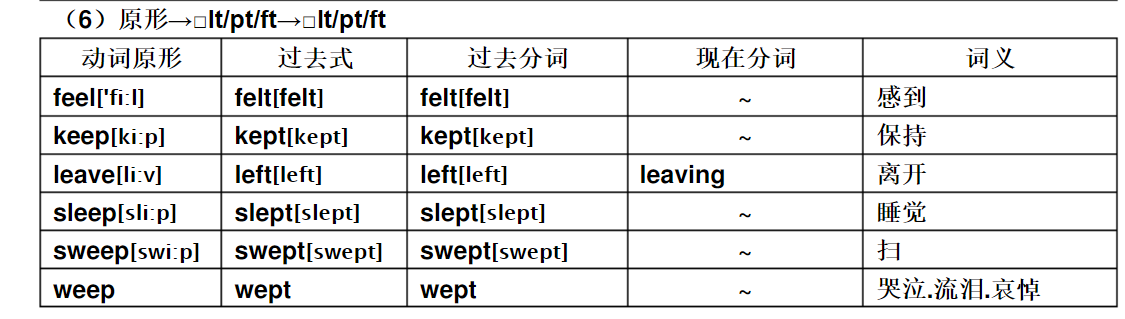 （6）原形→□lt/pt/ft→□lt/pt/ft
动词原形 过去式 过去分词 现在分词 词义
feel['fi:l] felt[felt] felt[felt] ~ 感到
keep[ki:p] kept[kept] kept[kept] ~ 保持
leave[li:v] left[left] left[left] leaving 离开
sleep[sli:p] slept[slept] slept[slept] ~ 睡觉
sweep[swi:p] swept[swept] swept[swept] ~ 扫
weep wept wept ~ 哭泣.流泪.哀悼